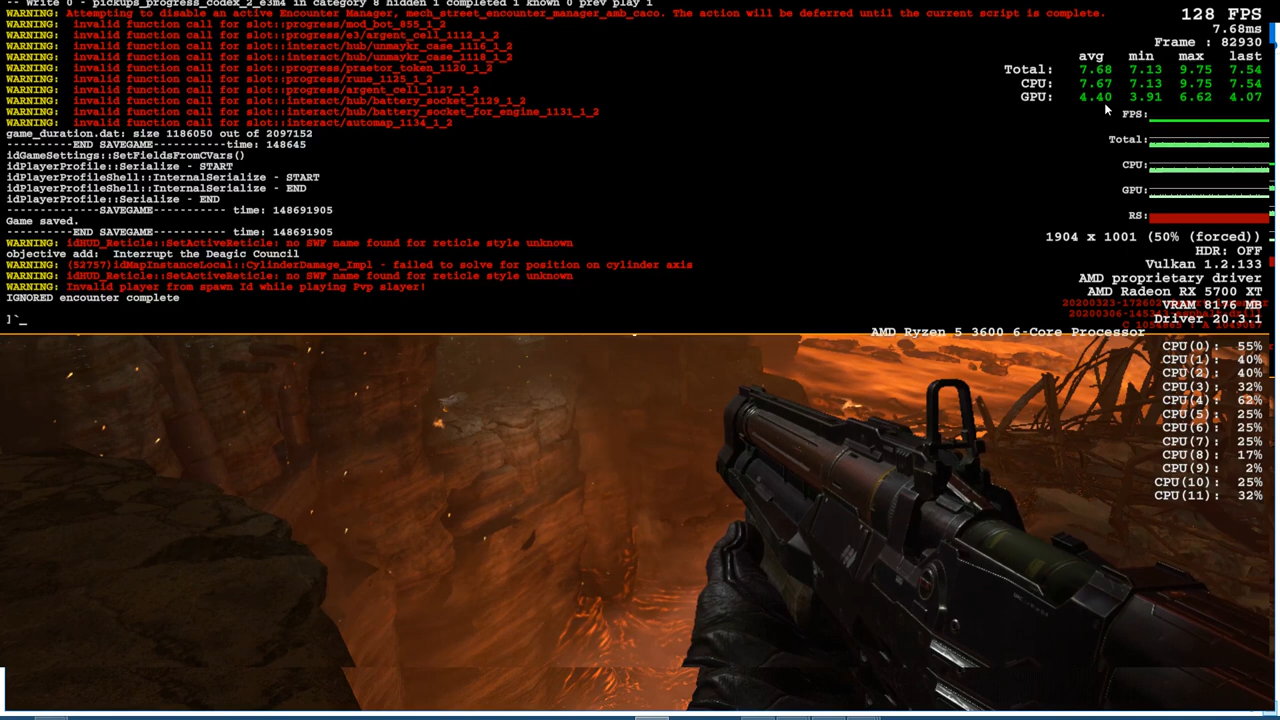 -- Write 0 - pickups_progress_codex_2_e3m4 in category 8 hidden 1 completed 1 known 0 prev play 1
WARNING: Attempting to disable an active Encounter Manager, mech_street_encounter_manager_amb_caco. The action will be deferred until the current script is complete.
WARNING: invalid function call for slot::progress/mod_bot_855_1_2
WARNING: invalid function call for slot::progress/e3/argent_cell_1112_1_2
WARNING: invalid function call for slot::interact/hub/unmaykr_case_1116_1_2
WARNING: invalid function call for slot::interact/hub/unmaykr_case_1118_1_2
WARNING: invalid function call for slot::progress/praetor_token_1120_1_2
WARNING: invalid function call for slot::progress/rune_1125_1_2
WARNING: invalid function call for slot::progress/argent_cell_1127_1_2
WARNING: invalid function call for slot::interact/hub/battery_socket_1129_1_2
WARNING: invalid function call for slot::interact/hub/battery_socket_for_engine_1131_1_2
WARNING: invalid function call for slot::interact/automap_1134_1_2
game_duration.dat: size 1186050 out of 2097152
----------END SAVEGAME-----------time: 148645
idGameSettings::SetFieldsFromCVars()
idPlayerProfile::Serialize - START
idPlayerProfileShell::InternalSerialize - START
idPlayerProfileShell::InternalSerialize - END
idPlayerProfile::Serialize - END
-------------SAVEGAME----------- time: 148691905
Game saved.
----------END SAVEGAME---------- time: 148691905
WARNING: idHUD_Reticle::SetActiveReticle: no SWF name found for reticle style unknown
objective add: Interrupt the Deagic Council
WARNING: (52757)idMapInstanceLocal::CylinderDamage_Impl - failed to solve for position on cylinder axis
WARNING: idHUD_Reticle::SetActiveReticle: no SWF name found for reticle style unknown
WARNING: Invalid player from spawn Id while playing Pvp slayer!
IGNORED encounter complete
]`_
128 FPS
7.68ms
Frame : 82930
avg min max last
Total: 7.68 7.13 9.75 7.54
CPU: 7.67 7.13 9.75 7.54
GPU: 4.40 3.91 6.62 4.07
FPS:
Total:
CPU:
GPU:
RS:
1904 x 1001 (50% (forced))
HDR: OFF
Vulkan 1.2.133
AMD proprietary driver
AMD Radeon RX 5700 XT
VRAM 8176 MB
Driver 20.3.1
AMD Ryzen 5 3600 6-Core Processor
CPU(0): 55%
CPU(1): 40%
CPU(2): 40%
CPU(3): 32%
CPU(4): 62%
CPU(5): 25%
CPU(6): 25%
CPU(7): 25%
CPU(8): 17%
CPU(9): 2%
CPU(10): 25%
CPU(11): 32%